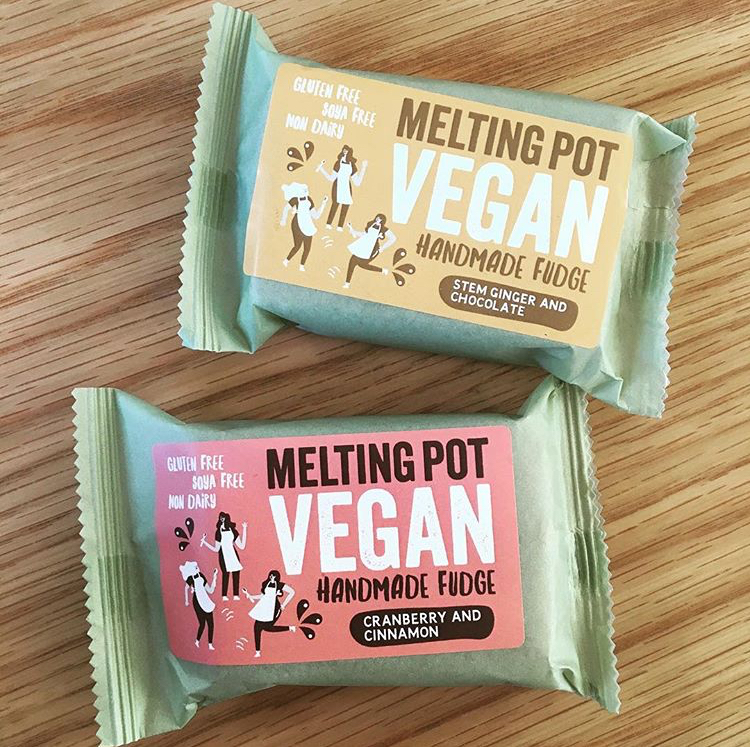 GLUTEN FREE
SOYA FREE
NON DAIRY
MELTING POT
VEGAN
HANDMADE FUDGE
STEM GINGER AND
CHOCOLATE
GLUTEN FREE
SOYA FREE
NON DAIRY
MELTING POT
VEGAN
HANDMADE FUDGE
CRANBERRY AND
CINNAMON